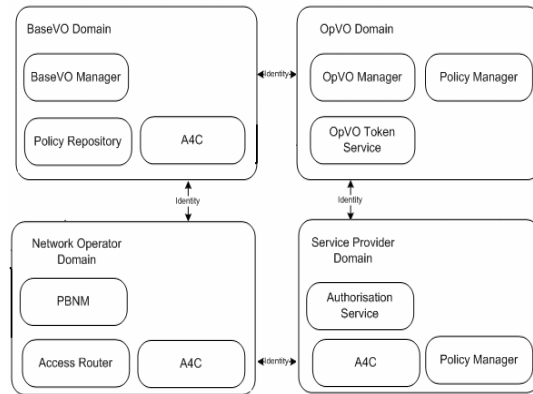 BaseVO Domain
BaseVO Manager
Policy Repository
A4C
Identity
OpVO Domain
OpVO Manager
Policy Manager
OpVO Token
Service
Identity
Identity
Network Operator
Domain
PBNM
Access Router
A4C
Identity
Service Provider
Domain
Authorisation
Service
A4C
Policy Manager